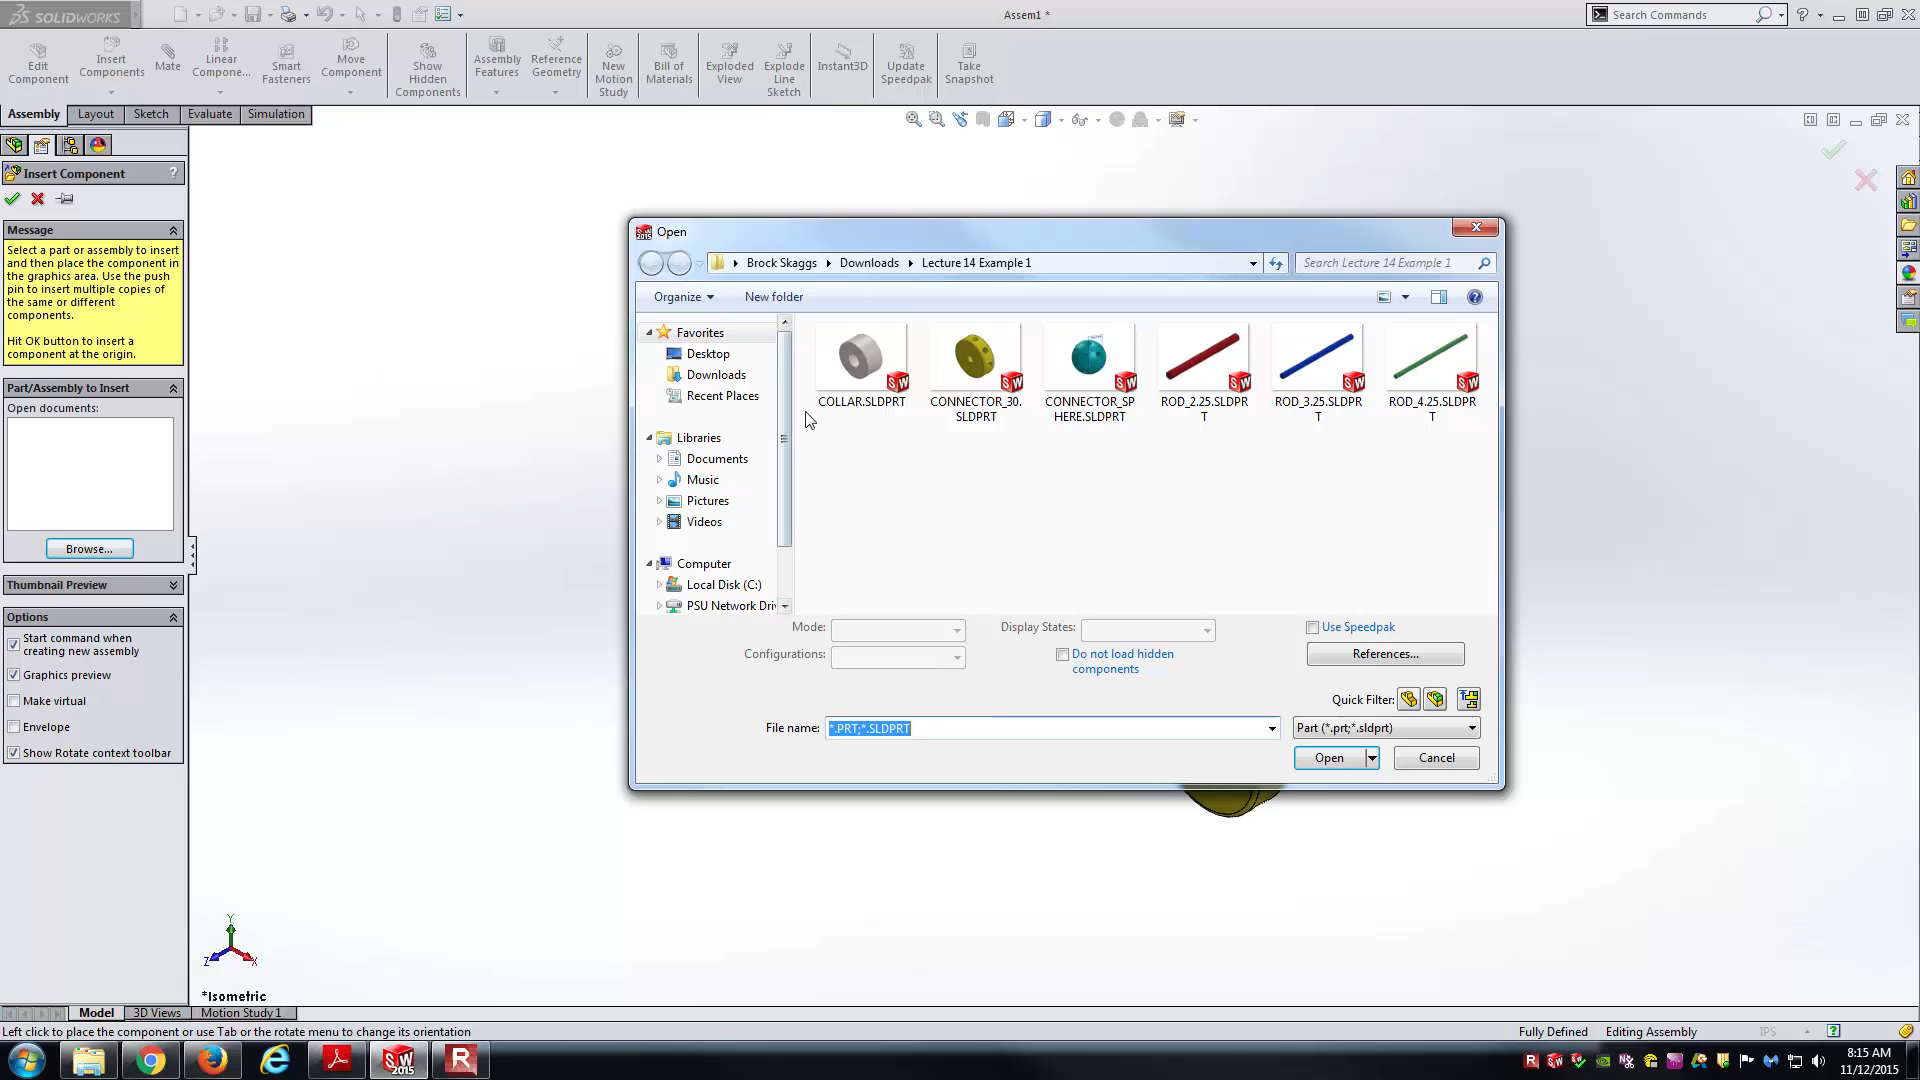 SOLIDWORKS
Assem1 *
Search Commands
Edit
Component
Insert
Components
Mate
Linear
Compone...
Smart
Fasteners
Move
Component
Show
Hidden
Components
Assembly
Features
Reference
Geometry
New
Motion
Study
Bill of
Materials
Exploded
View
Explode
Line
Sketch
Instant3D
Update
Speedpak
Take
Snapshot
Assembly Layout Sketch Evaluate Simulation
Insert Component ?
Message
Select a part or assembly to insert
and then place the component in
the graphics area. Use the push
pin to insert multiple copies of
the same or different
components.
Hit OK button to insert a
component at the origin.
Part/Assembly to Insert
Open documents:
Browse...
Thumbnail Preview
Options
Start command when
creating new assembly
Graphics preview
Make virtual
Envelope
Show Rotate context toolbar
Open
Brock Skaggs Downloads Lecture 14 Example 1
Search Lecture 14 Example 1
Organize New folder
Favorites
Desktop
Downloads
Recent Places
Libraries
Documents
Music
Pictures
Videos
Computer
Local Disk (C:)
PSU Network Driv
COLLAR.SLDPRT
CONNECTOR_30.
SLDPRT
CONNECTOR_SP
HERE.SLDPRT
ROD_2.25.SLDPR
T
ROD_3.25.SLDPR
T
ROD_4.25.SLDPR
T
Mode:
Display States:
Use Speedpak
Configurations:
Do not load hidden
components
References...
Quick Filter:
File name: *.PRT;*.SLDPRT
Part (*.prt;*.sldprt)
Open Cancel
Y
Z X
*Isometric
Model 3D Views Motion Study 1
Left click to place the component or use Tab or the rotate menu to change its orientation
Fully Defined Editing Assembly IPS
8:15 AM
11/12/2015